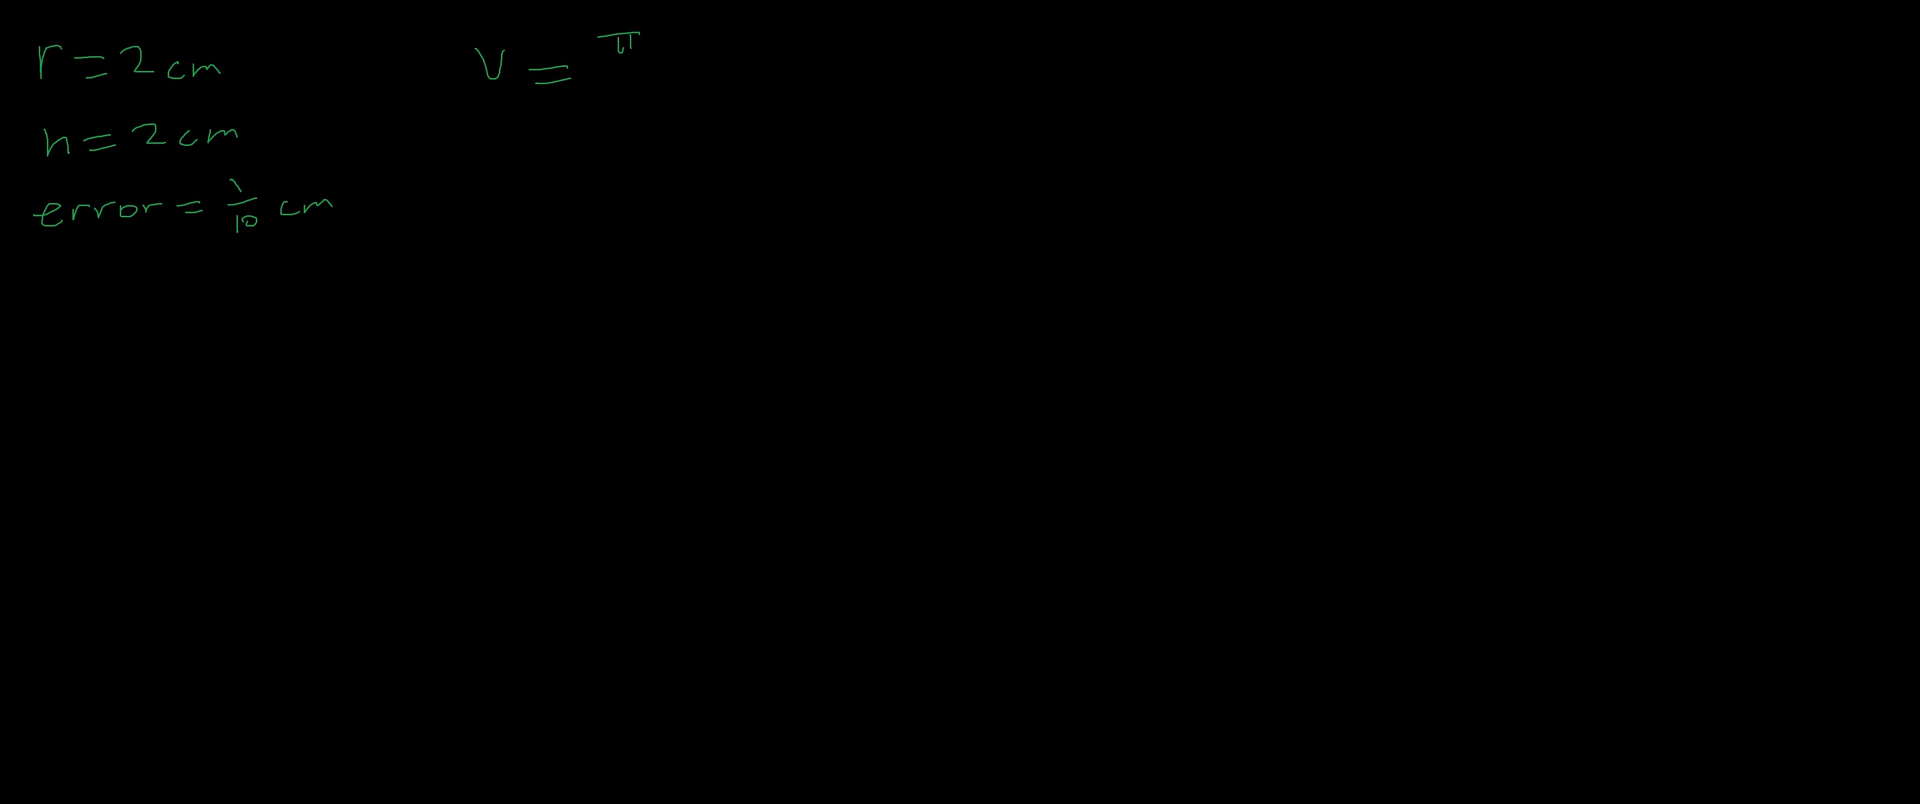 r = 2 cm
h = 2 cm
error = 1/10 cm
V = π